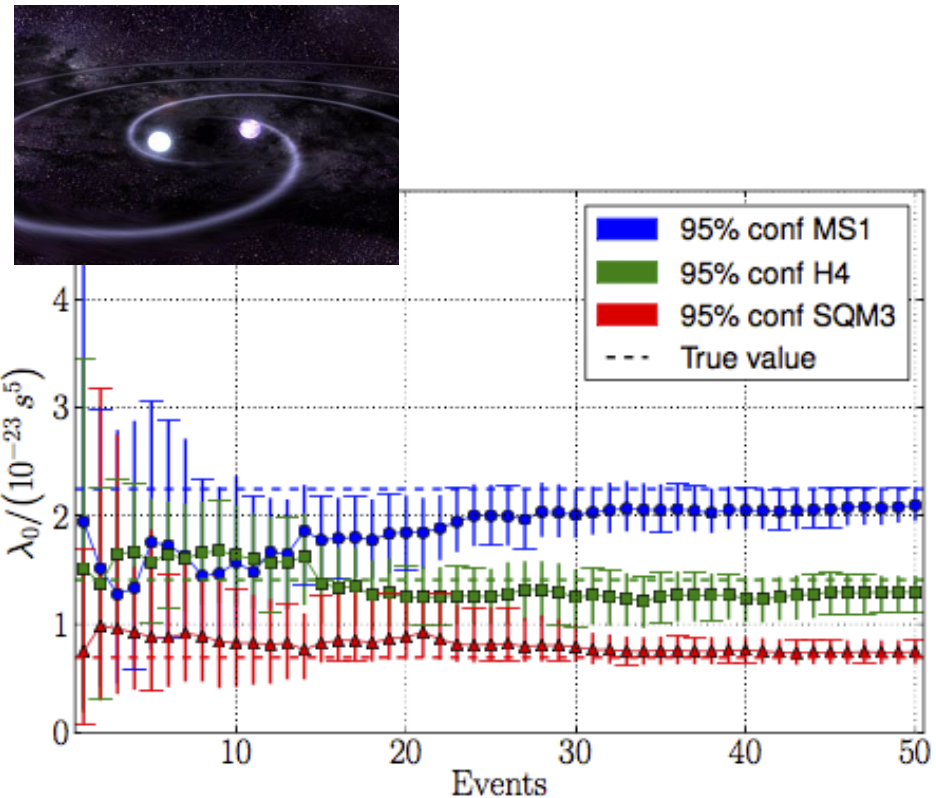 95% conf MS1
95% conf H4
95% conf SQM3
True value
λ₀/(10⁻²³ s⁵)
4
3
2
1
0
10 20 30 40 50
Events